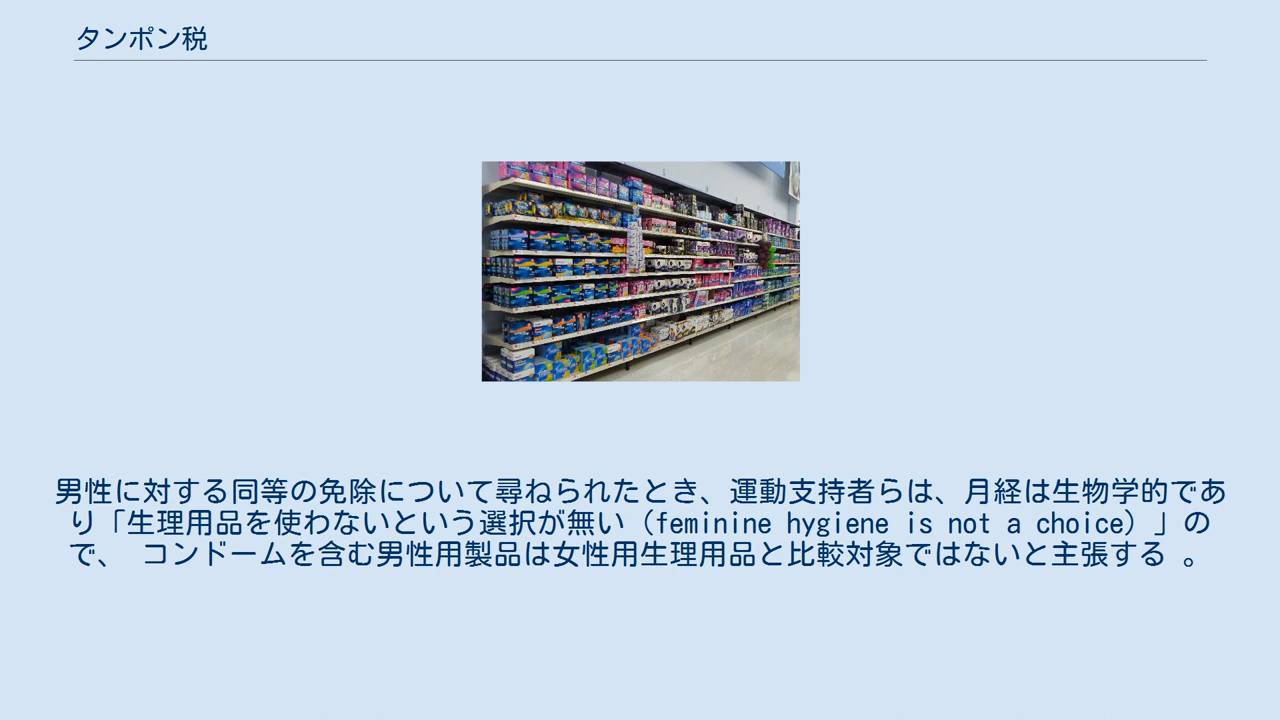 タンポン税
男性に対する同等の免除について尋ねられたとき、運動支持者らは、月経は生物学的であ
り「生理用品を使わないという選択が無い（feminine hygiene is not a choice）」の
で、 コンドームを含む男性用製品は女性用生理用品と比較対象ではないと主張する 。